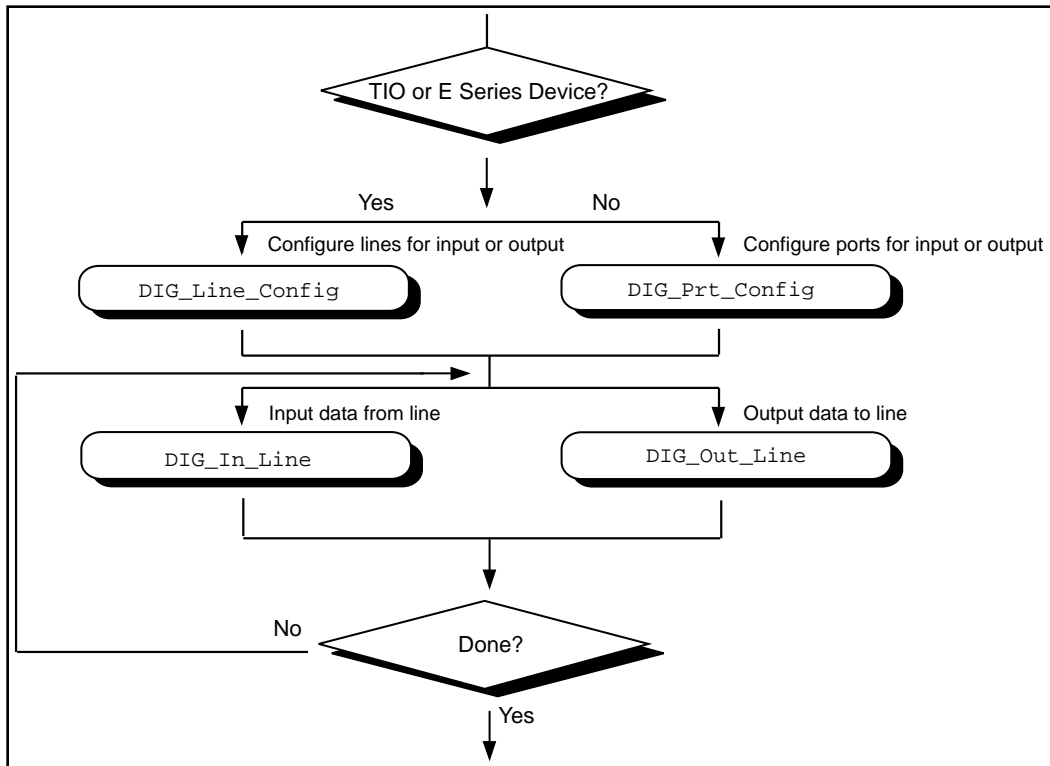 TIO or E Series Device?
Yes
No
Configure lines for input or output
Configure ports for input or output
DIG_Line_Config
DIG_Prt_Config
Input data from line
Output data to line
DIG_In_Line
DIG_Out_Line
No
Done?
Yes